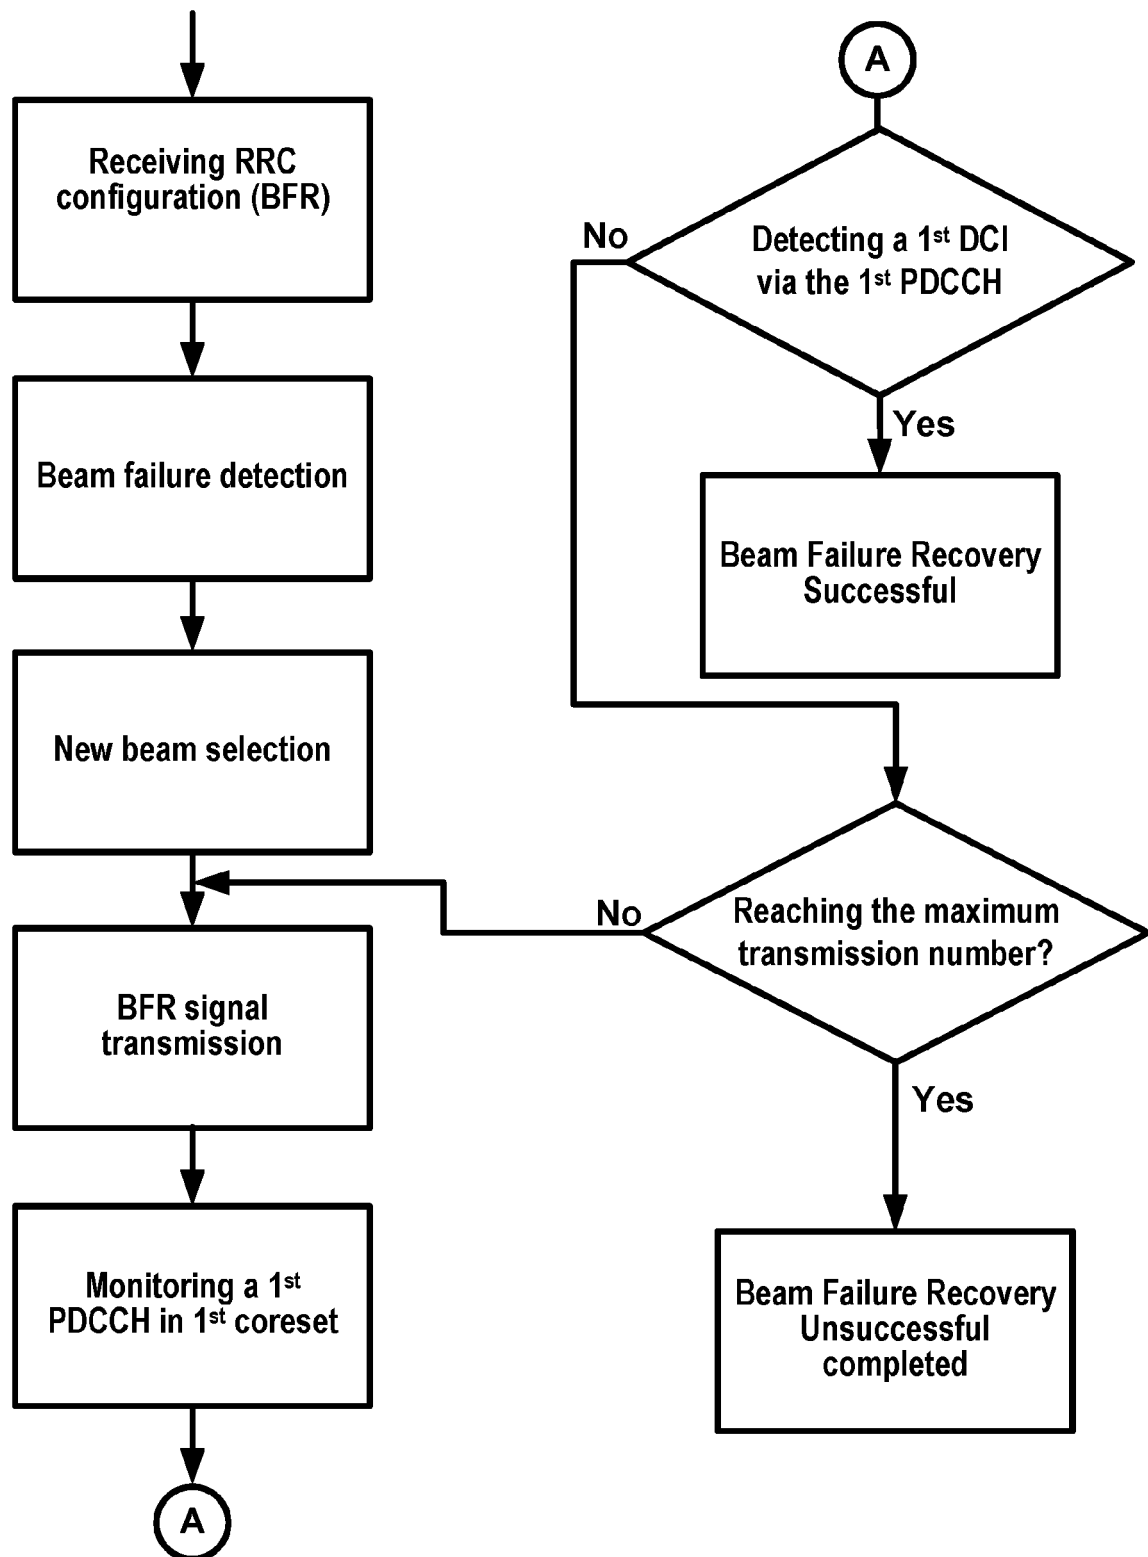 Receiving RRC
configuration (BFR)
Beam failure detection
New beam selection
BFR signal
transmission
Monitoring a 1st
PDCCH in 1st coreset
A
A
Detecting a 1st DCI
via the 1st PDCCH
No
Yes
Beam Failure Recovery
Successful
Reaching the maximum
transmission number?
No
Yes
Beam Failure Recovery
Unsuccessful
completed